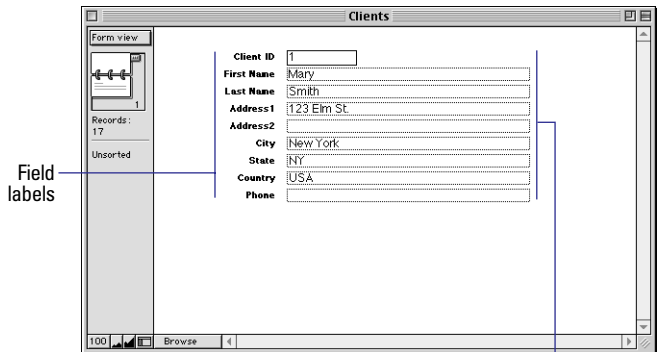 Clients
Form view
1
Records:
17
Unsorted
Client ID 1
First Name Mary
Last Name Smith
Address1 123 Elm St.
Address2
City New York
State NY
Country USA
Phone
Field
labels
100 Browse